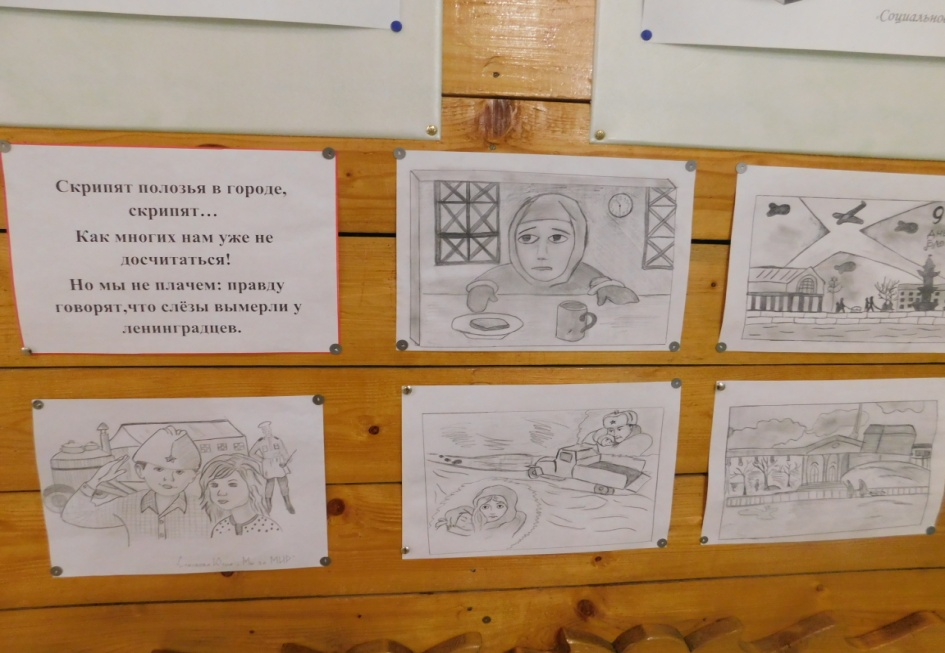 -Социально
Скрипят полозья в городе,
скрипят…
Как многих нам уже не
досчитаться!
Но мы не плачем: правду
говорят,что слёзы вымерли у
ленинградцев.